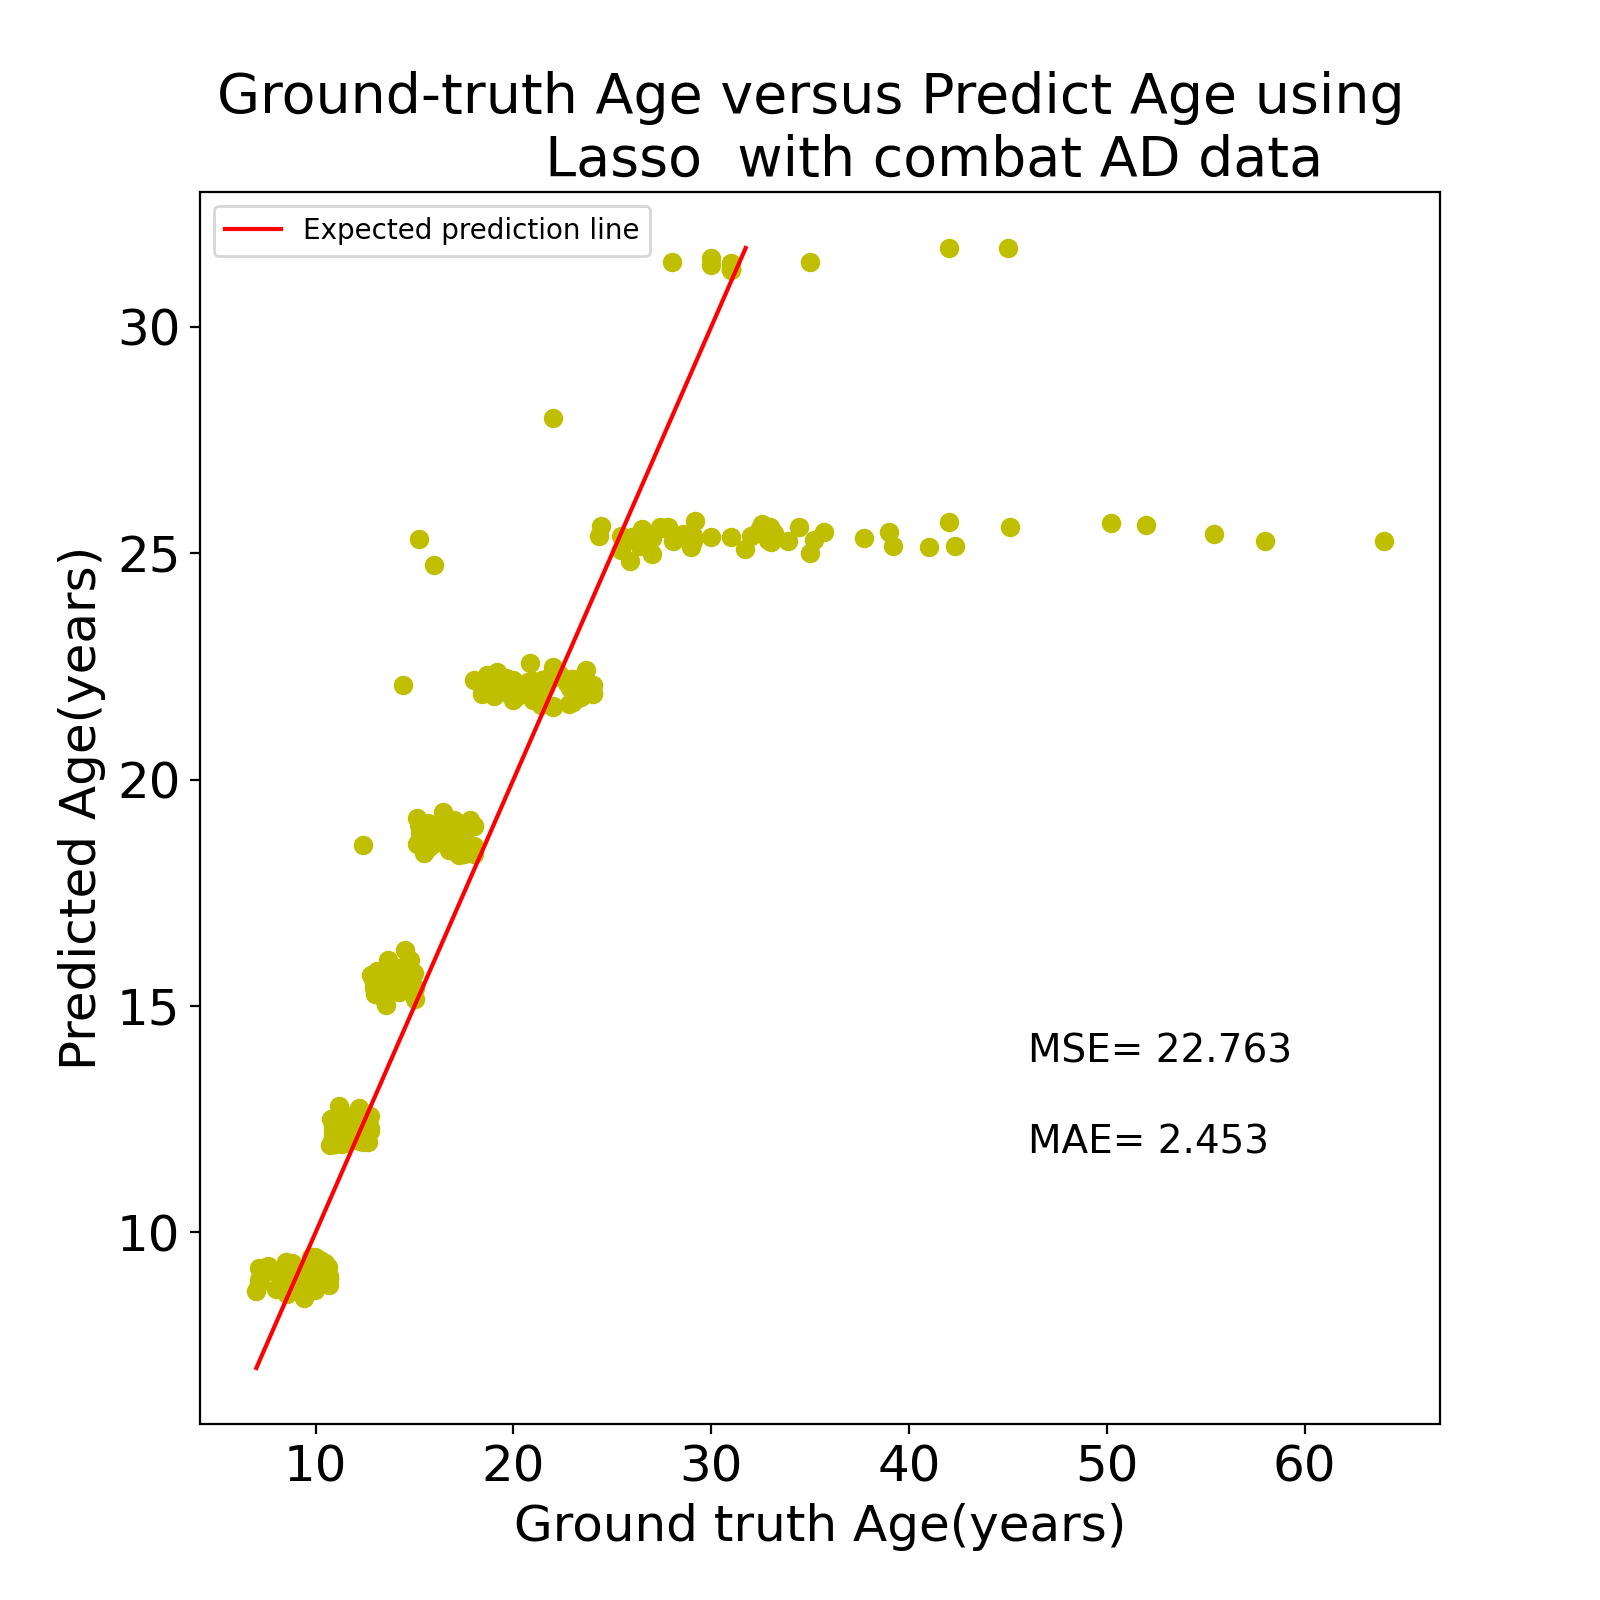 Ground-truth Age versus Predict Age using
Lasso  with combat AD data
Expected prediction line
30
25
20
15
10
Predicted Age(years)
MSE= 22.763
MAE= 2.453
10 20 30 40 50 60
Ground truth Age(years)